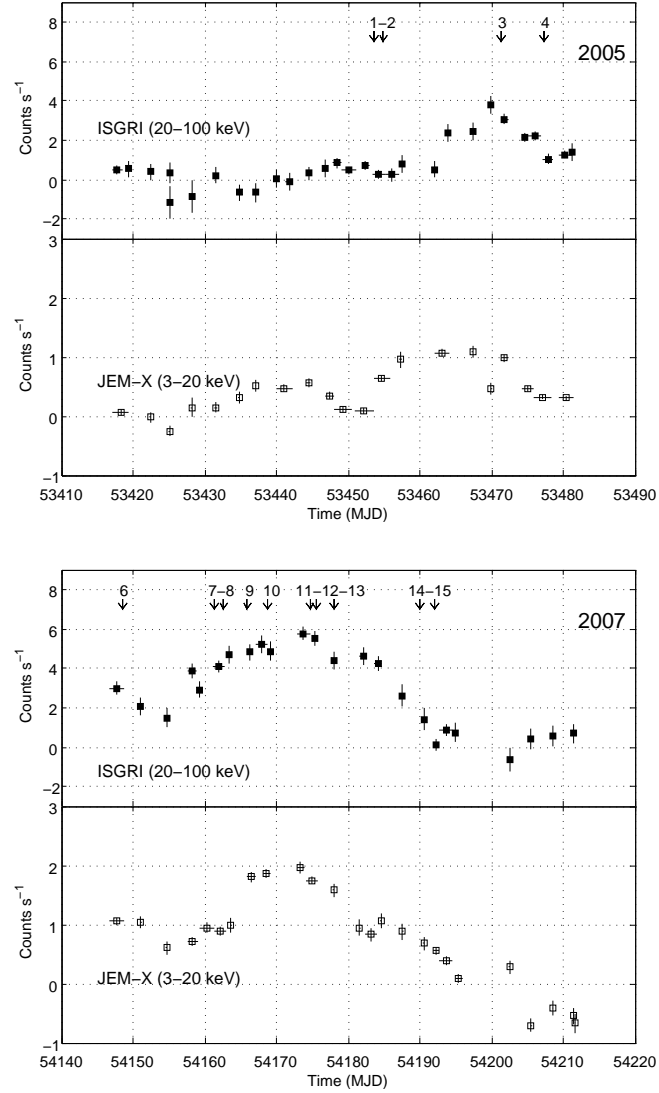 8
1–2 3 4
6
2005
4
Counts s⁻¹
ISGRI (20–100 keV)
2
0
−2
3
2
Counts s⁻¹
1
JEM–X (3–20 keV)
0
−1
53410 53420 53430 53440 53450 53460 53470 53480 53490
Time (MJD)
8
6 7–8 9 10 11–12–13 14–15
6
2007
4
Counts s⁻¹
2
0
ISGRI (20–100 keV)
−2
3
2
Counts s⁻¹
1
JEM–X (3–20 keV)
0
−1
54140 54150 54160 54170 54180 54190 54200 54210 54220
Time (MJD)